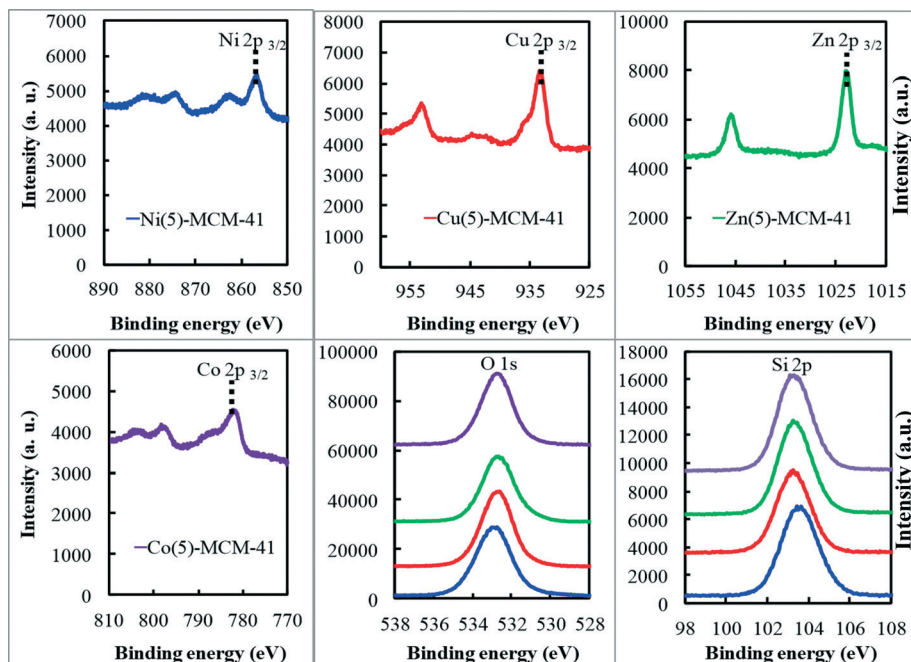 Ni 2p 3/2
7000
6000
5000
4000
3000
2000
1000
0
Intensity (a. u.)
Ni(5)-MCM-41
890 880 870 860 850
Binding energy (eV)
Cu 2p 3/2
8000
7000
6000
5000
4000
3000
2000
1000
0
Cu(5)-MCM-41
955 945 935 925
Binding energy (eV)
Zn 2p 3/2
10000
8000
6000
4000
2000
0
Intensity (a.u.)
Zn(5)-MCM-41
1055 1045 1035 1025 1015
Binding energy (eV)
Co 2p 3/2
6000
5000
4000
3000
2000
1000
0
Intensity (a. u.)
Co(5)-MCM-41
810 800 790 780 770
Binding energy (eV)
O 1s
100000
80000
60000
40000
20000
0
538 536 534 532 530 528
Binding energy (eV)
Si 2p
18000
16000
14000
12000
10000
8000
6000
4000
2000
0
Intensity (a.u.)
98 100 102 104 106 108
Binding energy (eV)